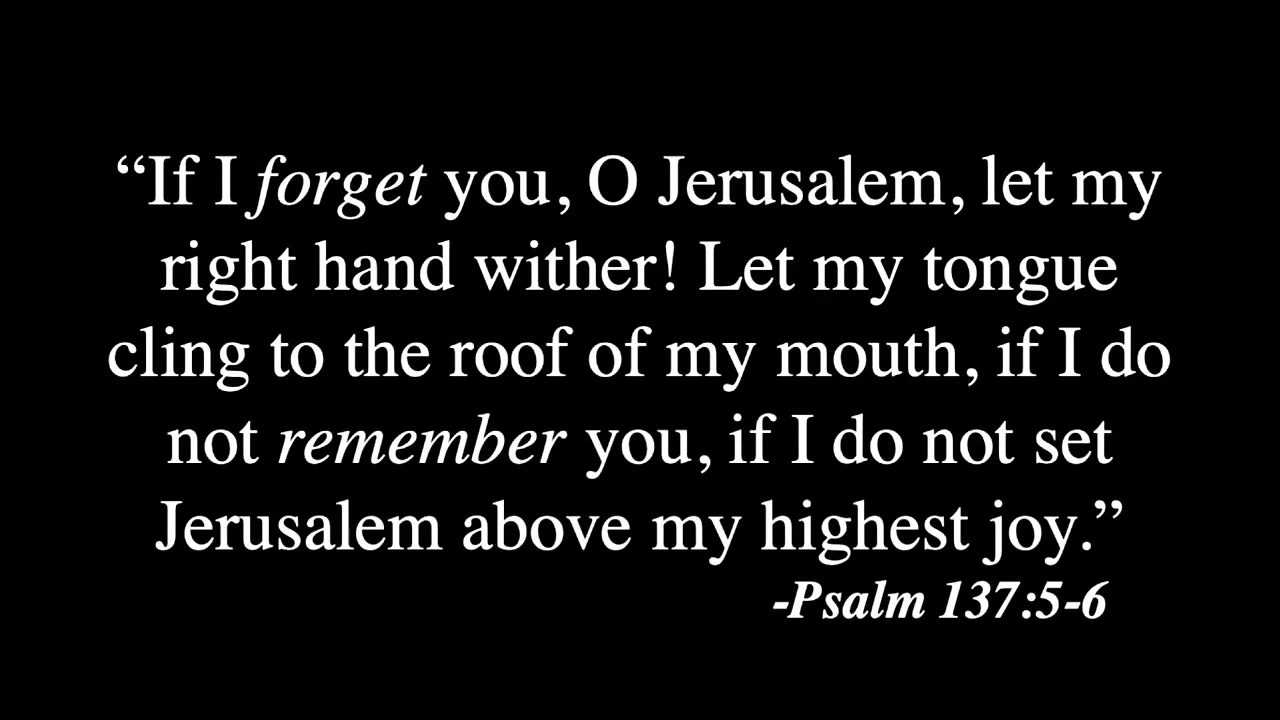 “If I forget you, O Jerusalem, let my
right hand wither! Let my tongue
cling to the roof of my mouth, if I do
not remember you, if I do not set
Jerusalem above my highest joy.”
-Psalm 137:5-6